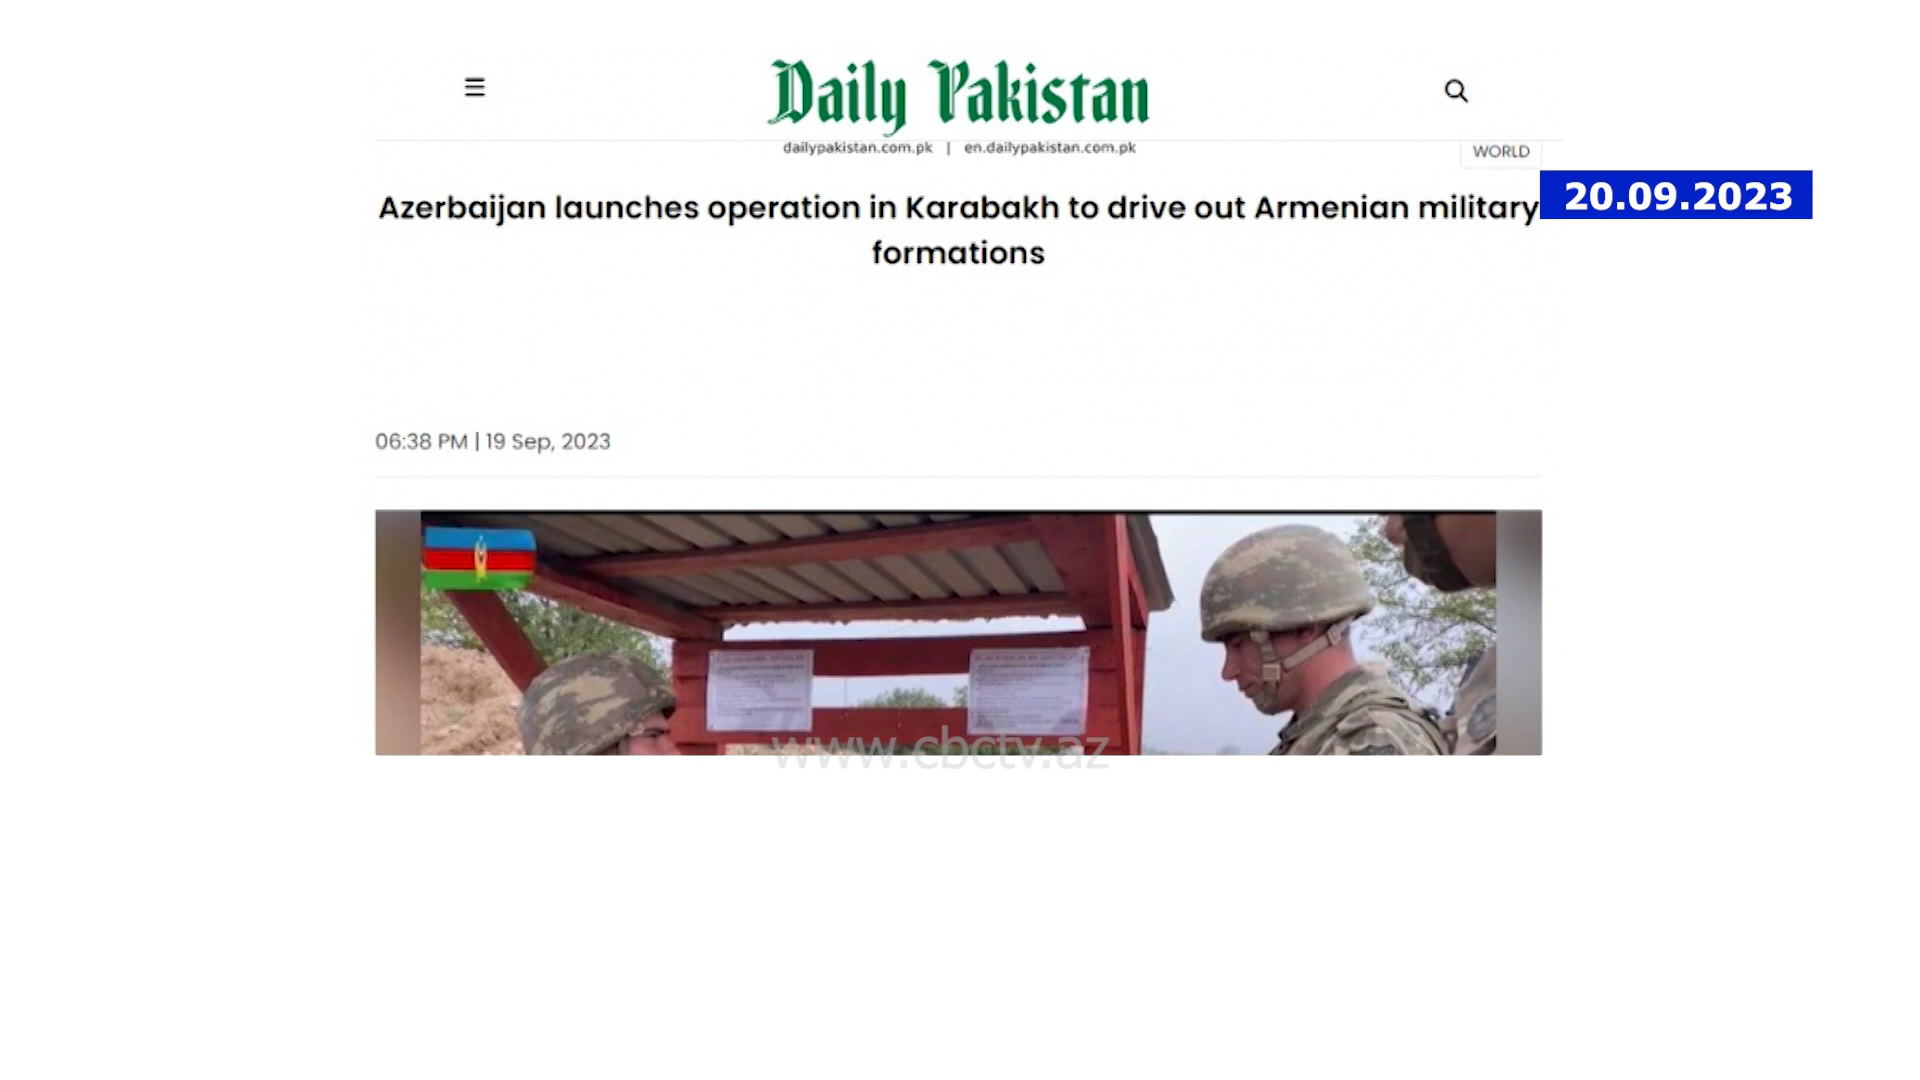 Daily Pakistan
dailypakistan.com.pk | en.dailypakistan.com.pk
WORLD
20.09.2023
Azerbaijan launches operation in Karabakh to drive out Armenian military
formations
06:38 PM | 19 Sep, 2023
www.cbctv.az